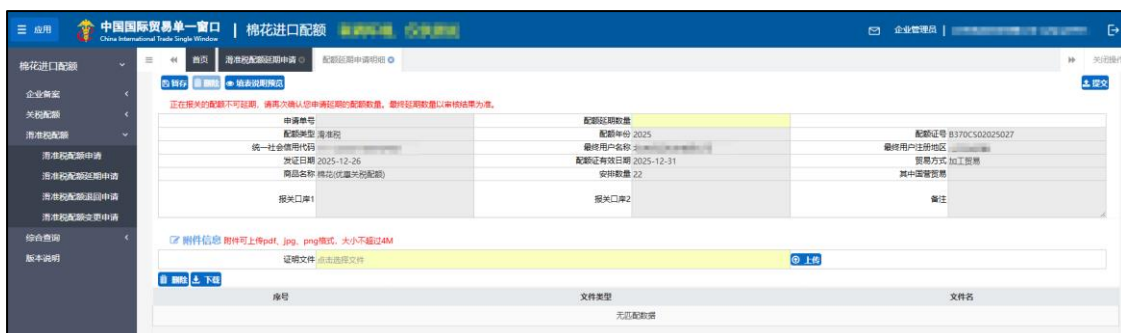 应用 中国国际贸易单一窗口 | 棉花进口配额 企业管理员 |
China International Trade Single Window
棉花进口配额 首页 滑准税配额延期申请 配额延期申请明细 关闭操作
企业备案
关税配额
滑准税配额
滑准税配额申请
滑准税配额延期申请
滑准税配额退回申请
滑准税配额变更申请
综合查询
版本说明
暂存 删除 填表说明预览 提交
正在报关的配额不可延期，请再次确认您申请延期的配额数量。最终延期数量以审核结果为准。
申请单号 配额延期数量
配额类型 滑准税 配额年份 2025 配额证号 B370CS02025027
统一社会信用代码 最终用户名称 最终用户注册地区
发证日期 2025-12-26 配额证有效日期 2025-12-31 贸易方式 加工贸易
商品名称 棉花(优惠关税配额) 安排数量 22 其中国营贸易
报关口岸1 报关口岸2 备注
附件信息 附件可上传pdf、jpg、png格式，大小不超过4M
证明文件 点击选择文件 上传
删除 下载
序号 文件类型 文件名
无匹配数据